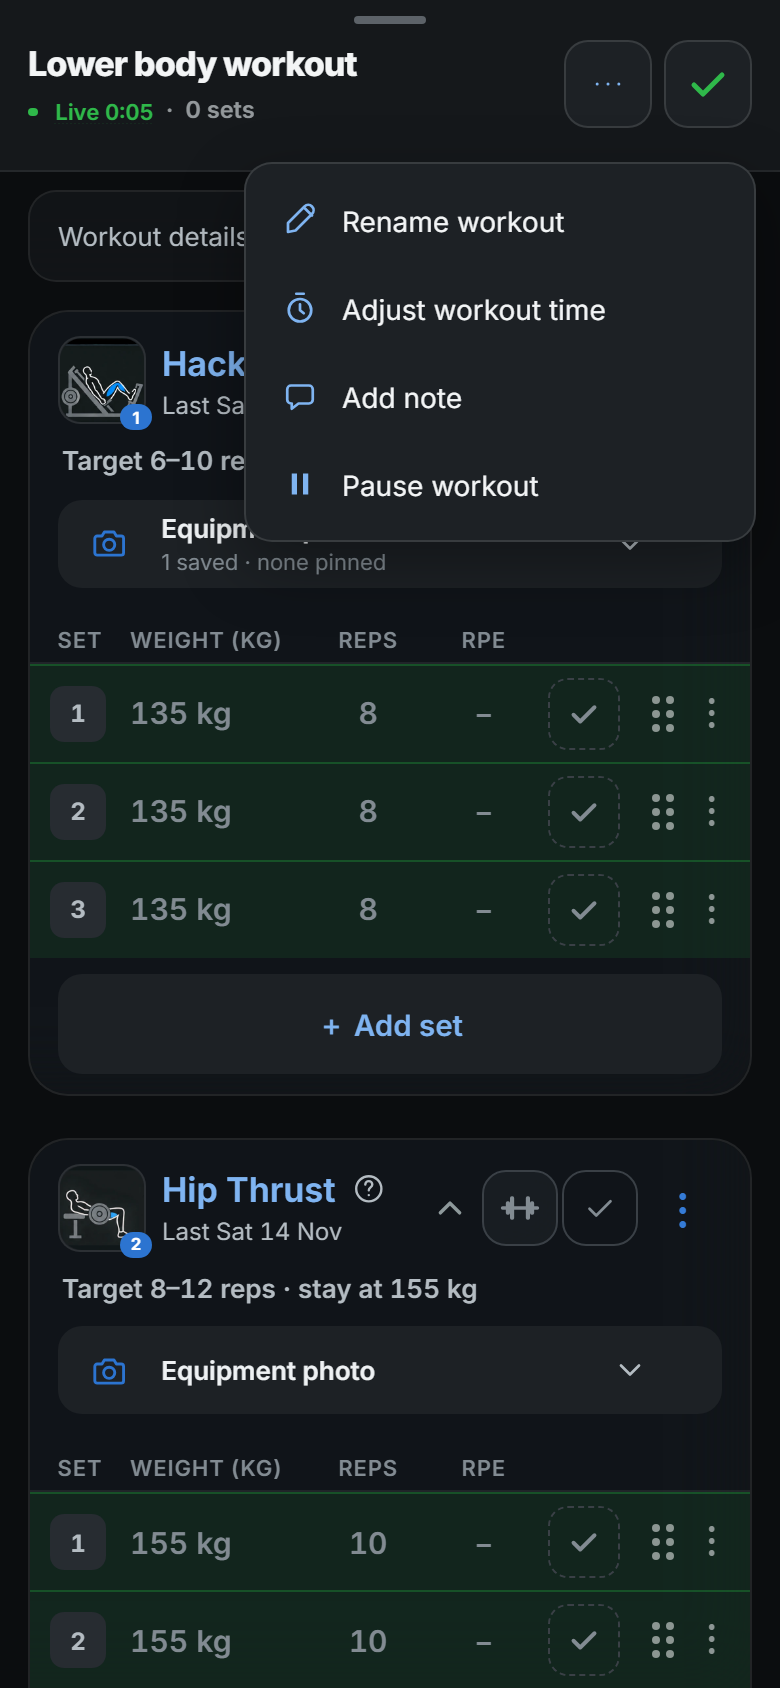 Lower body workout
Live 0:05 · 0 sets
Rename workout
Adjust workout time
Add note
Pause workout
Workout details
Hack
1
Last Sa
Target 6–10 re
1 saved · none pinned
SET WEIGHT (KG) REPS RPE
1 135 kg 8 –
2 135 kg 8 –
3 135 kg 8 –
+ Add set
Hip Thrust ?
2
Last Sat 14 Nov
Target 8–12 reps · stay at 155 kg
Equipment photo
SET WEIGHT (KG) REPS RPE
1 155 kg 10 –
2 155 kg 10 –